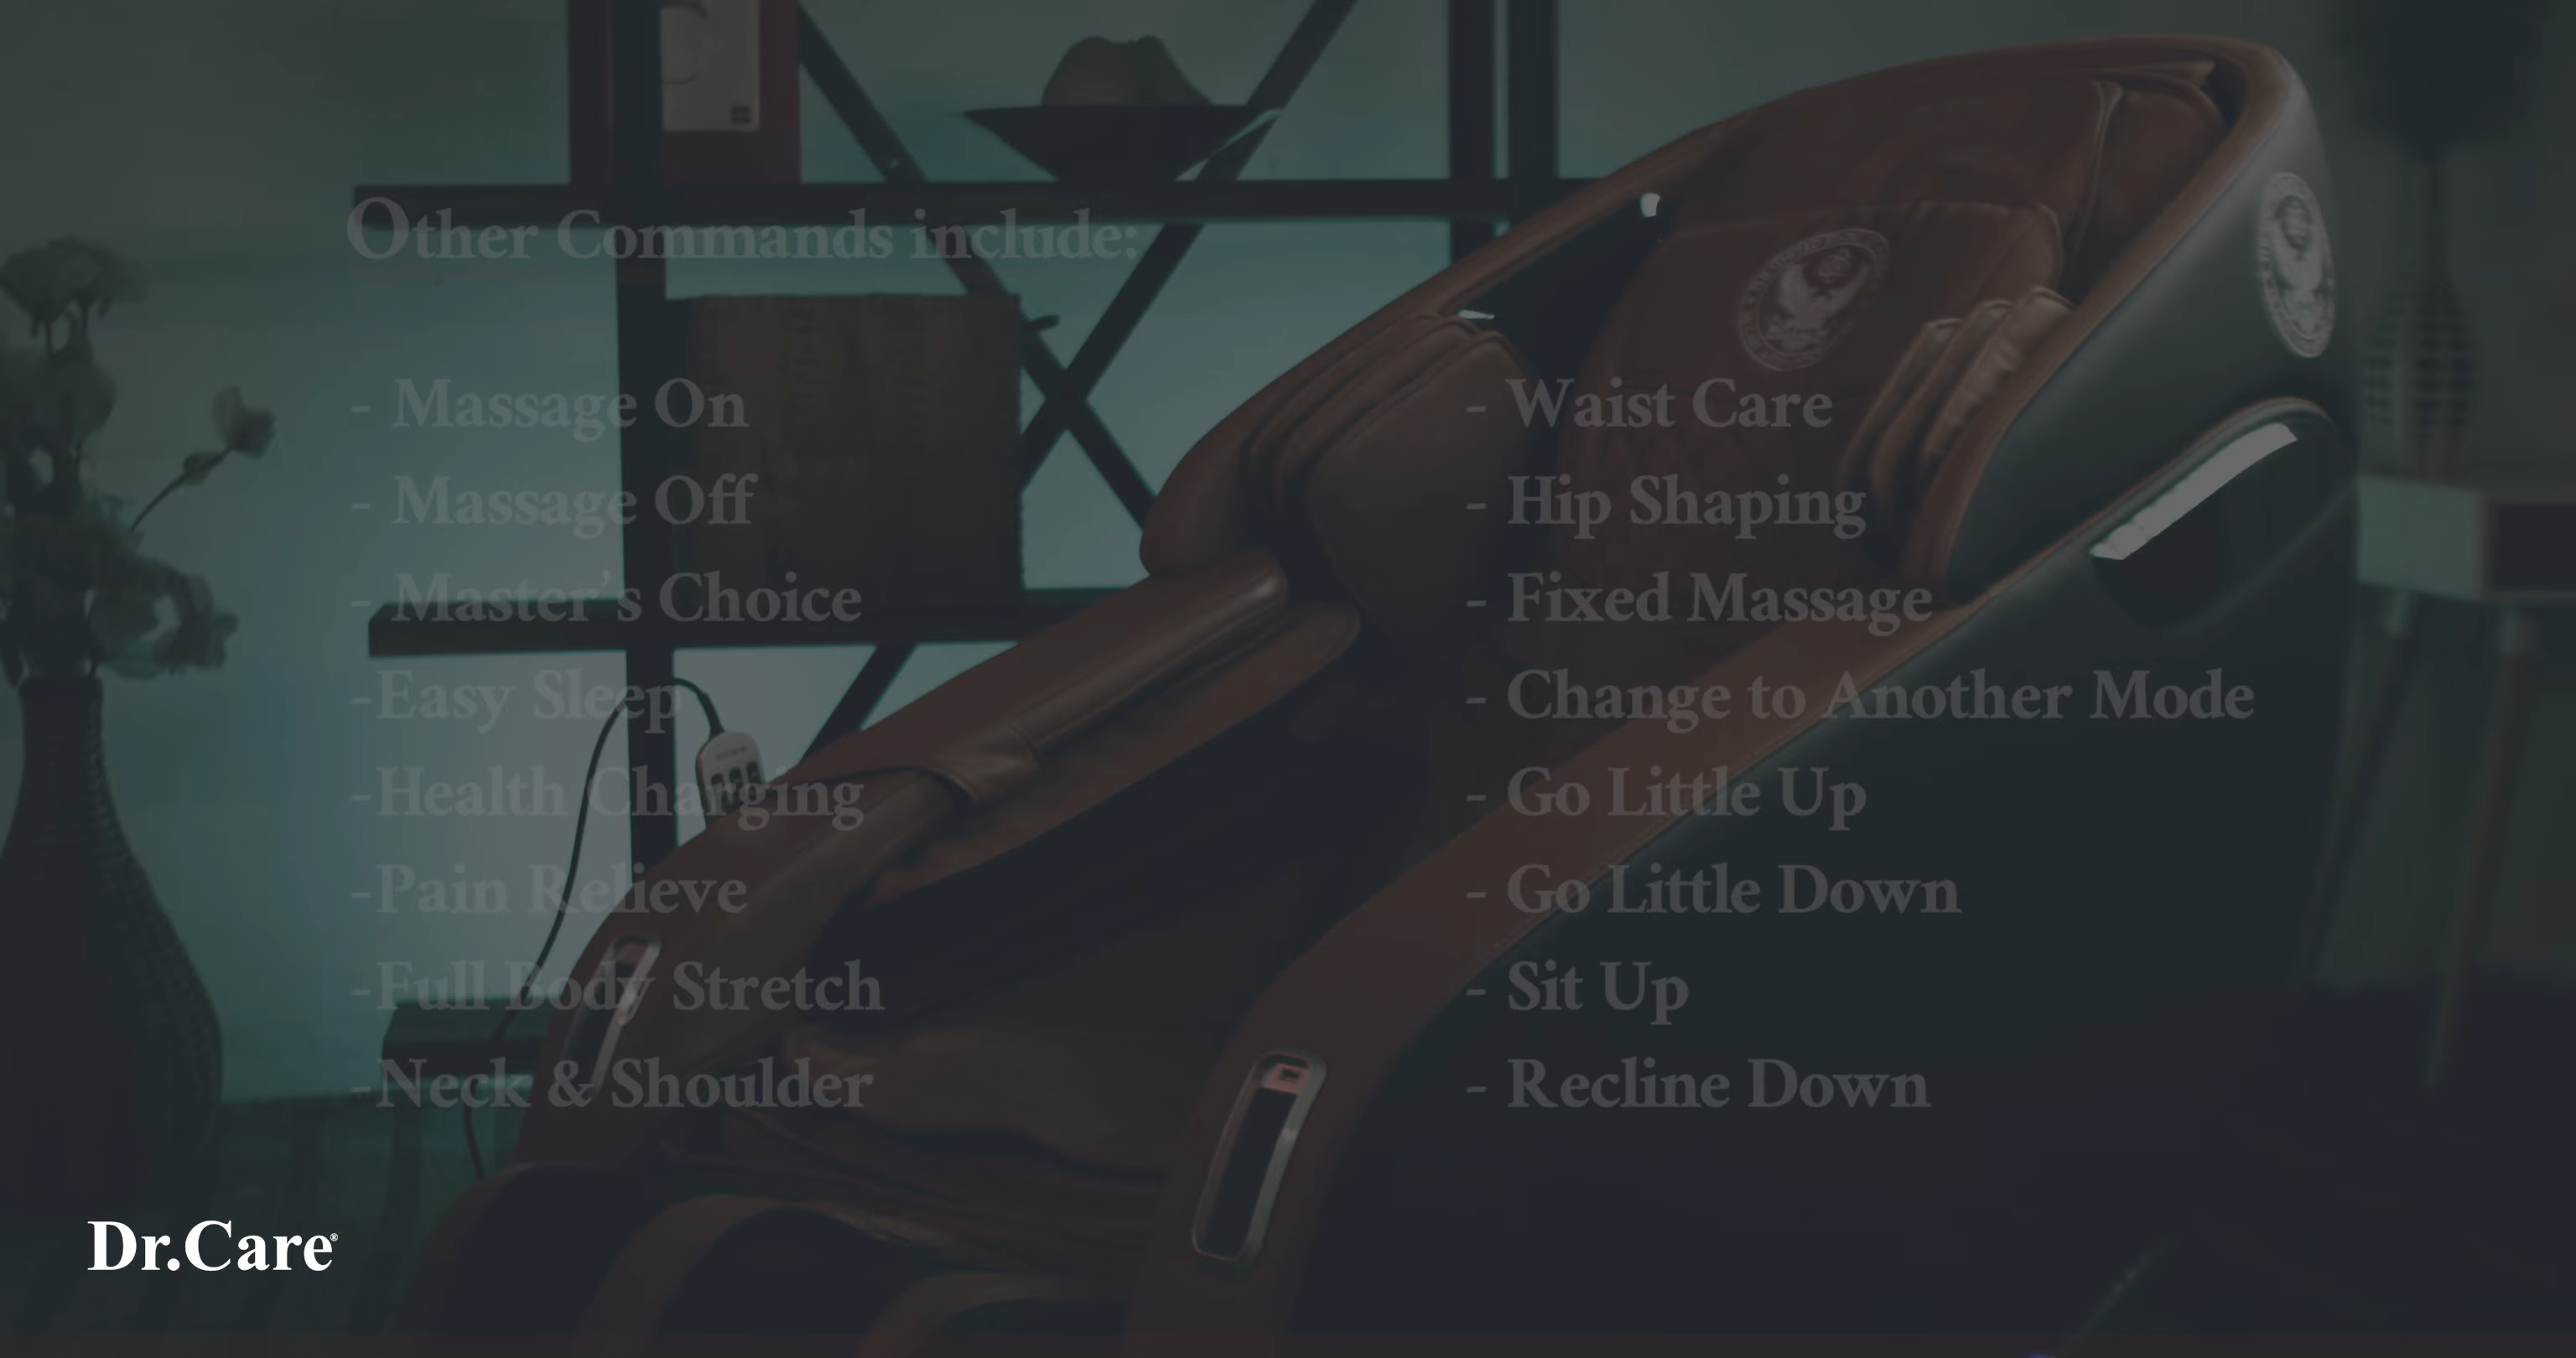 Other Commands include:
- Massage On
- Massage Off
- Master's Choice
-Easy Sleep
-Health Charging
-Pain Relieve
-Full Body Stretch
-Neck & Shoulder
- Waist Care
- Hip Shaping
- Fixed Massage
- Change to Another Mode
- Go Little Up
- Go Little Down
- Sit Up
- Recline Down
Dr.Care®